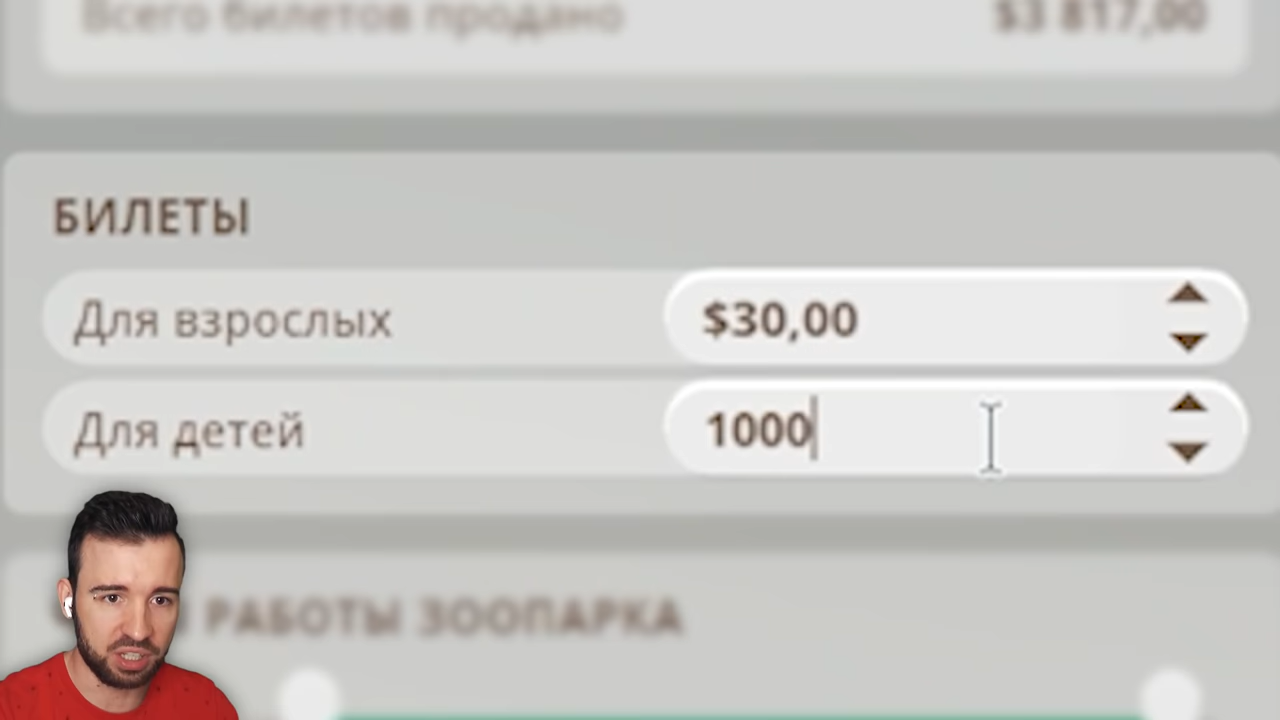 Всего билетов продано $3 817,00
БИЛЕТЫ
Для взрослых $30,00
Для детей 1000
РАБОТЫ ЗООПАРКА